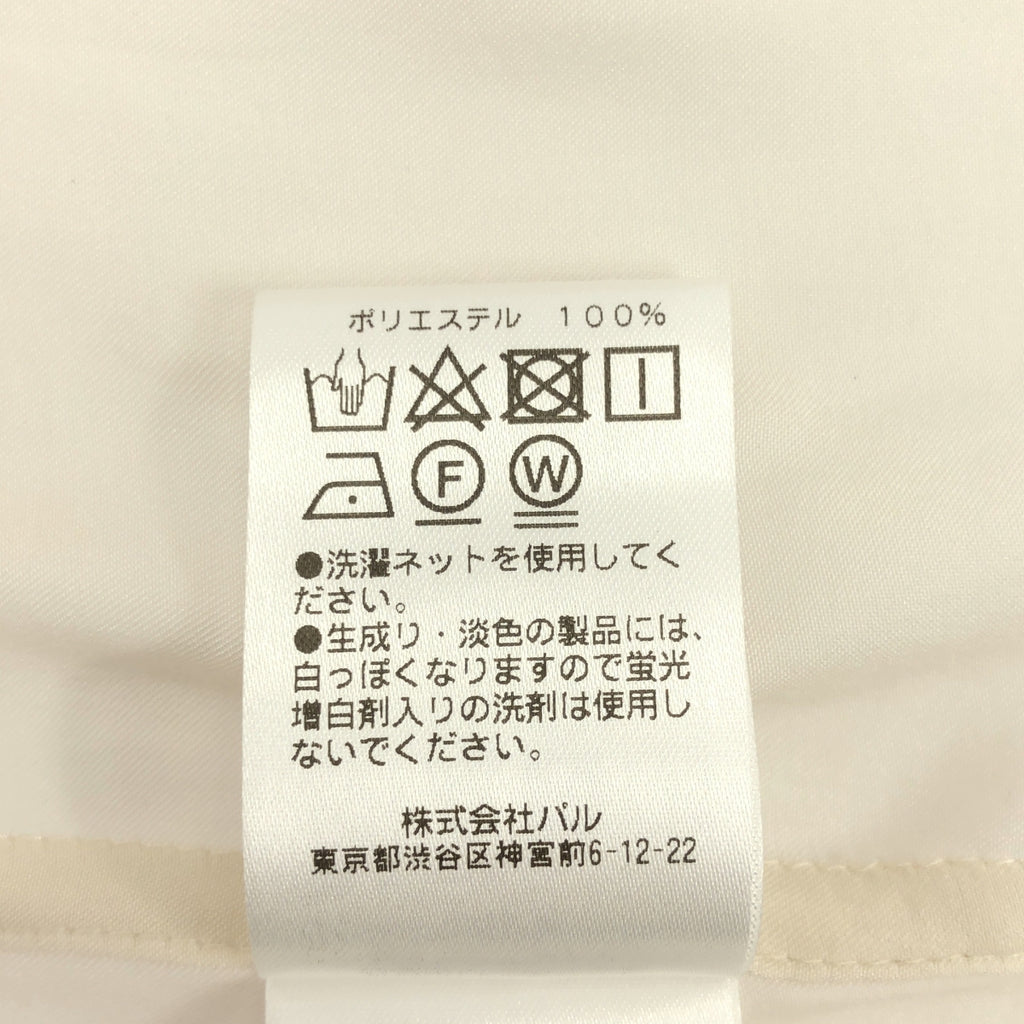 ポリエステル 100%
F W
●洗濯ネットを使用してく
ださい。
●生成り・淡色の製品には、
白っぽくなりますので蛍光
増白剤入りの洗剤は使用し
ないでください。
株式会社パル
東京都渋谷区神宮前6-12-22